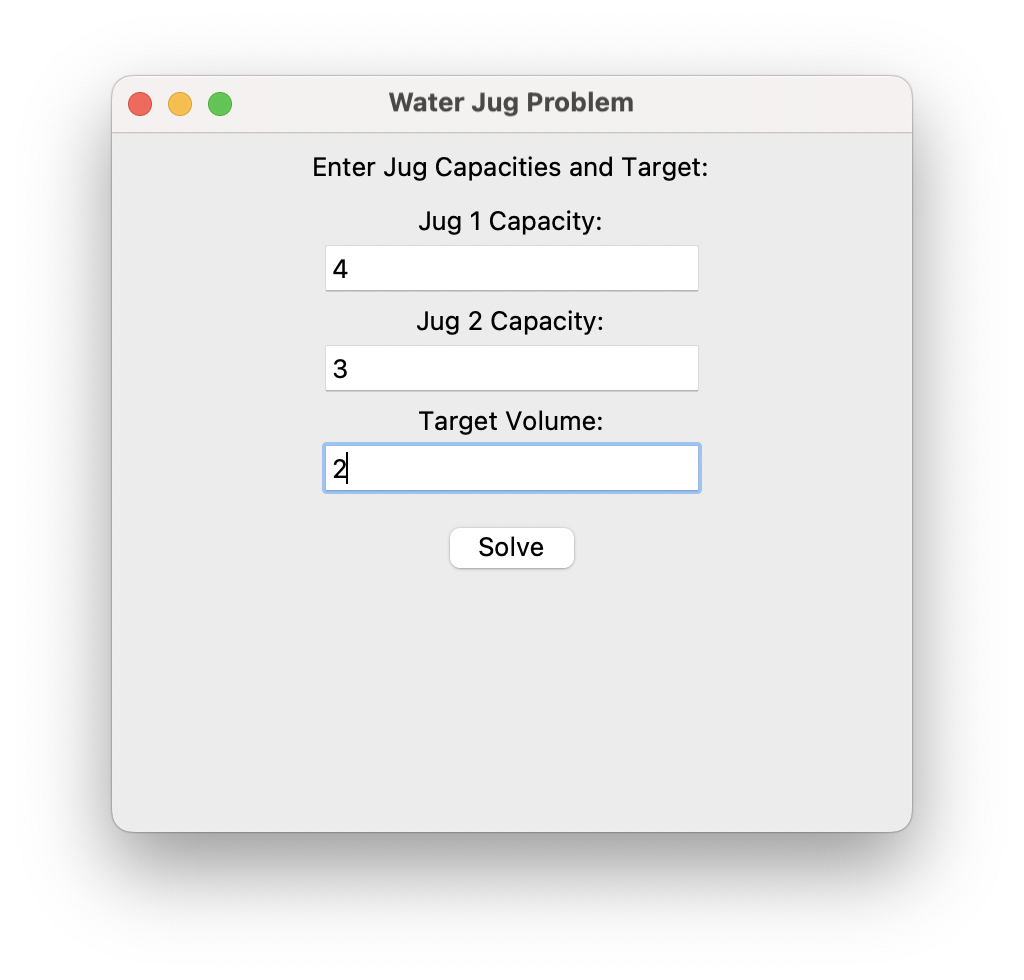 Water Jug Problem
Enter Jug Capacities and Target:
Jug 1 Capacity:
4
Jug 2 Capacity:
3
Target Volume:
2
Solve